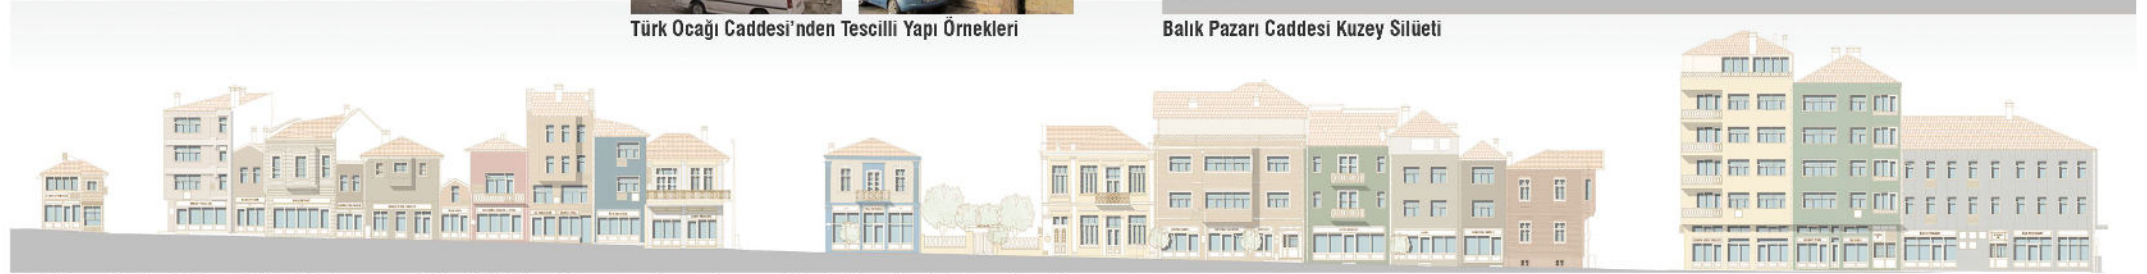 Türk Ocağı Caddesi'nden Tescilli Yapı Örnekleri
Balık Pazarı Caddesi Kuzey Silüeti